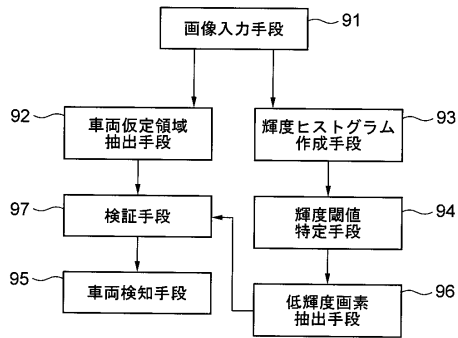 画像入力手段
91
92
車両仮定領域
抽出手段
輝度ヒストグラム
作成手段
93
97
検証手段
輝度閾値
特定手段
94
95
車両検知手段
低輝度画素
抽出手段
96